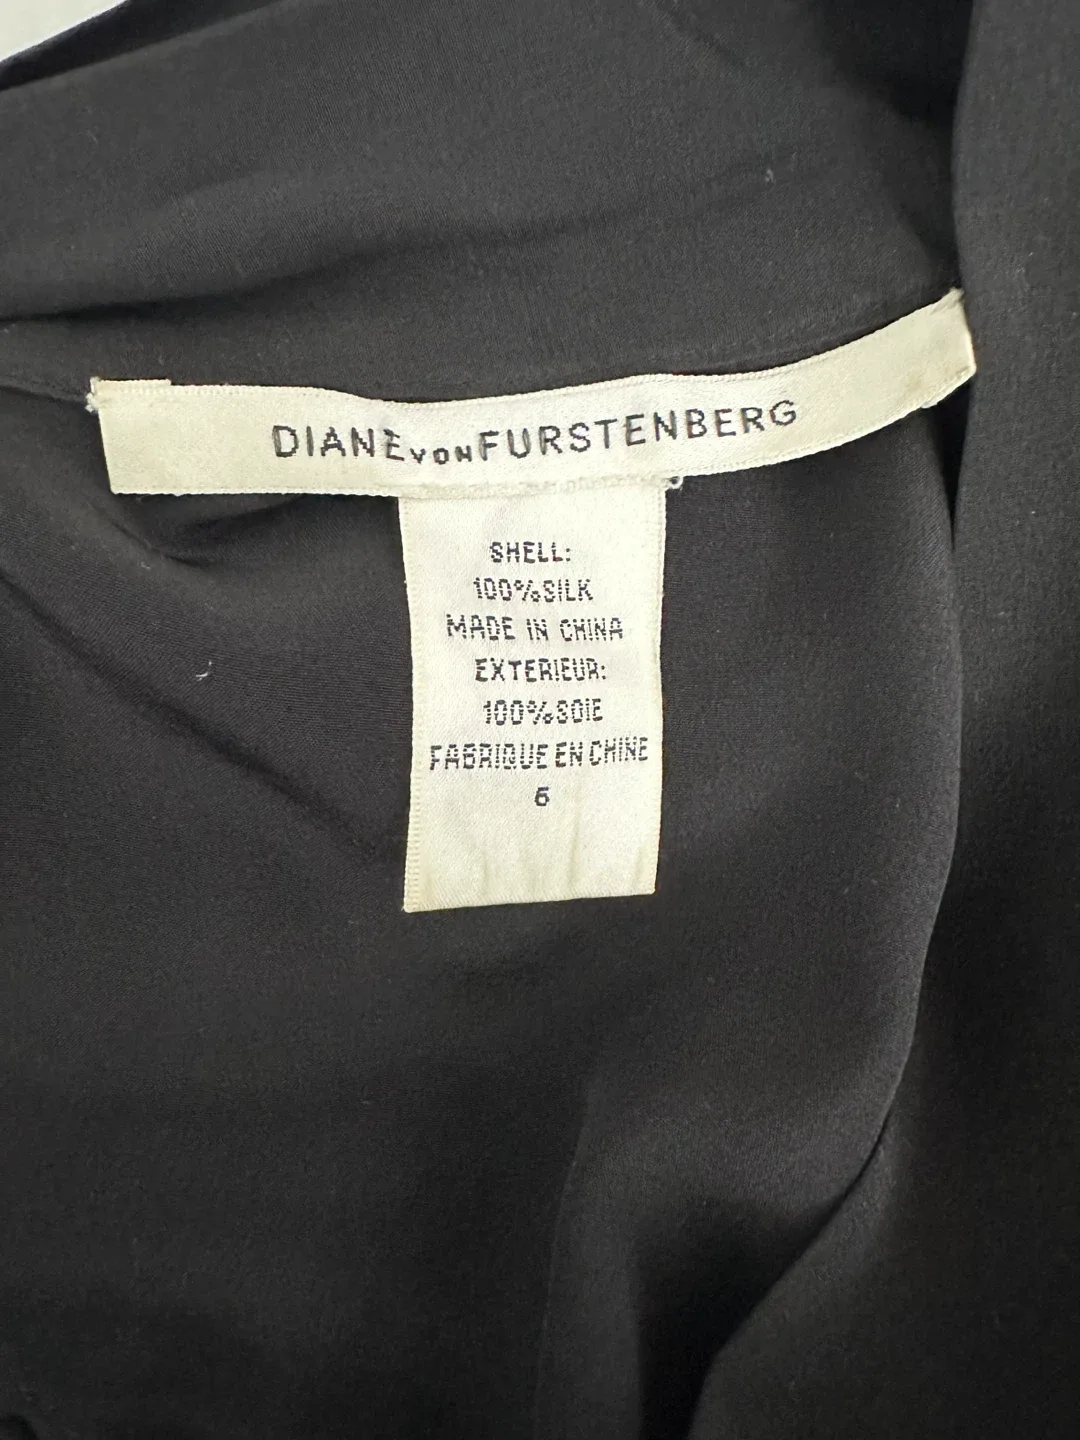 DIANE VON FURSTENBERG
SHELL:
100%SILK
MADE IN CHINA
EXTERIEUR:
100%SOIE
FABRIQUE EN CHINE
6